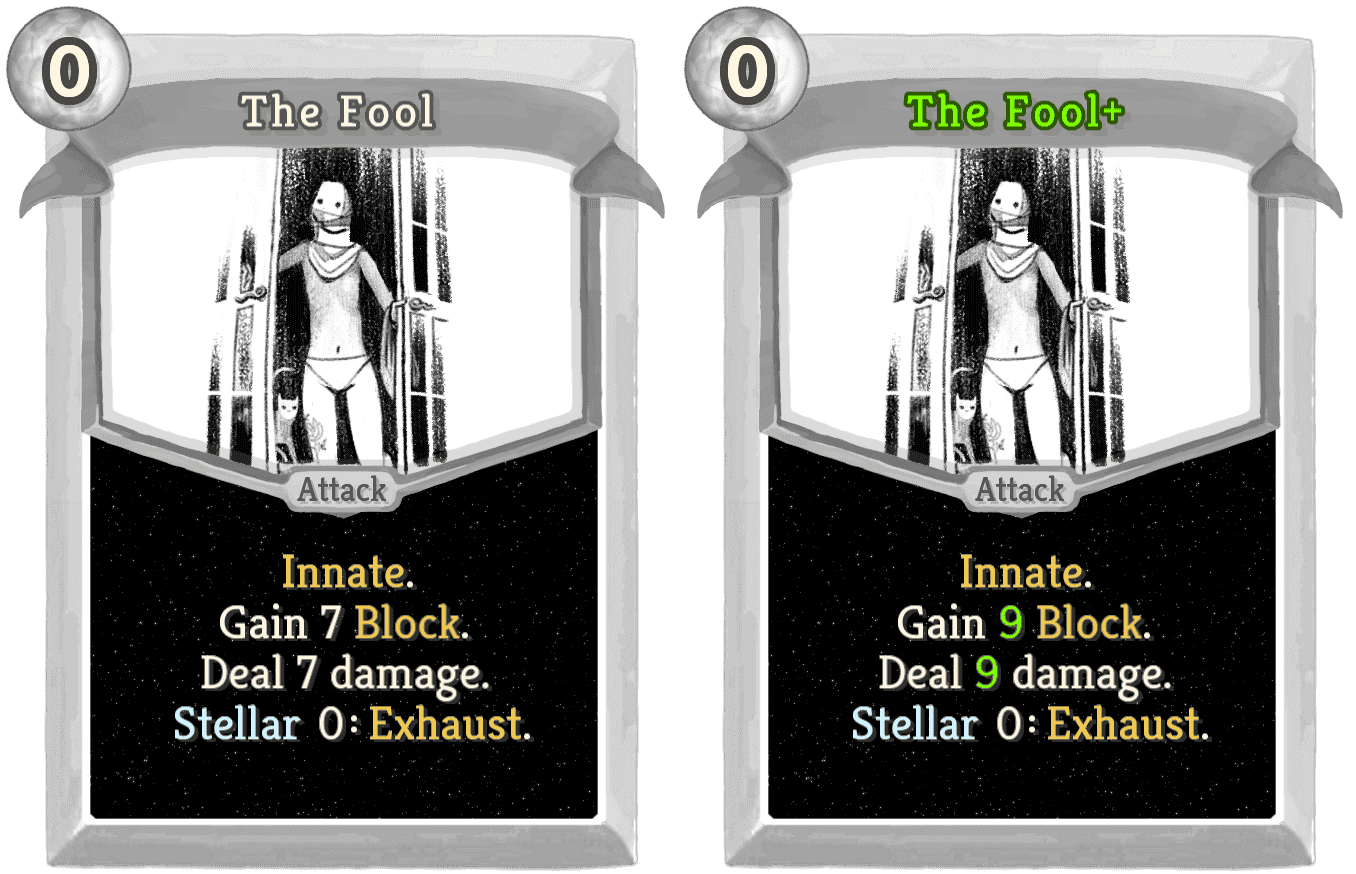 0
The Fool
Attack
Innate.
Gain 7 Block.
Deal 7 damage.
Stellar 0: Exhaust.
0
The Fool+
Attack
Innate.
Gain 9 Block.
Deal 9 damage.
Stellar 0: Exhaust.